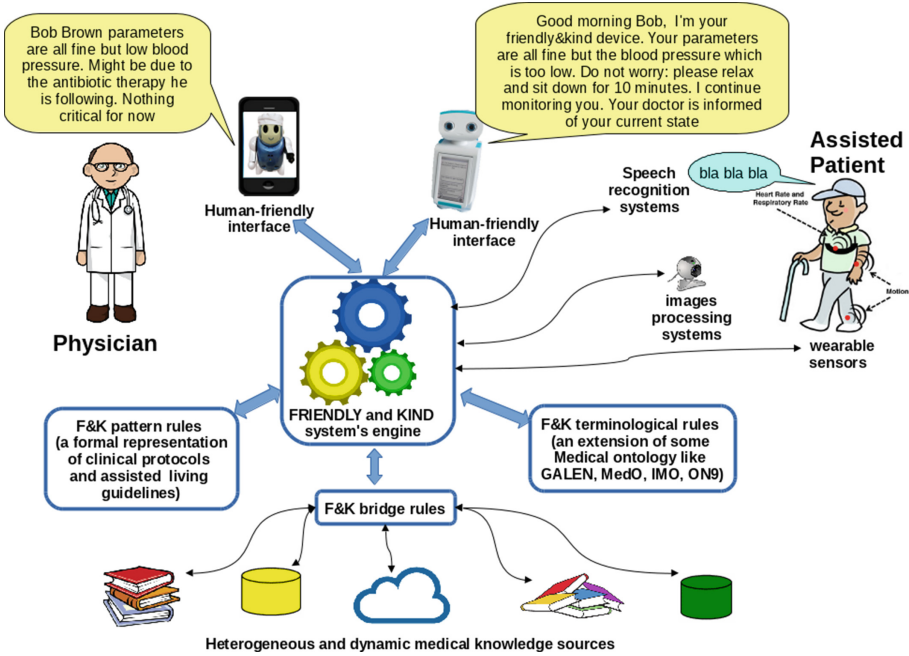 Bob Brown parameters
are all fine but low blood
pressure. Might be due to
the antibiotic therapy he
is following. Nothing
critical for now
Good morning Bob, I'm your
friendly&kind device. Your parameters
are all fine but the blood pressure which
is too low. Do not worry: please relax
and sit down for 10 minutes. I continue
monitoring you. Your doctor is informed
of your current state
Assisted
Patient
Speech
recognition
systems
bla bla bla
Heart Rate and
Respiratory Rate
Human-friendly
interface
Human-friendly
interface
Motion
images
processing
systems
wearable
sensors
Physician
FRIENDLY and KIND
system's engine
F&K pattern rules
(a formal representation
of clinical protocols
and assisted living
guidelines)
F&K terminological rules
(an extension of some
Medical ontology like
GALEN, MedO, IMO, ON9)
F&K bridge rules
Heterogeneous and dynamic medical knowledge sources